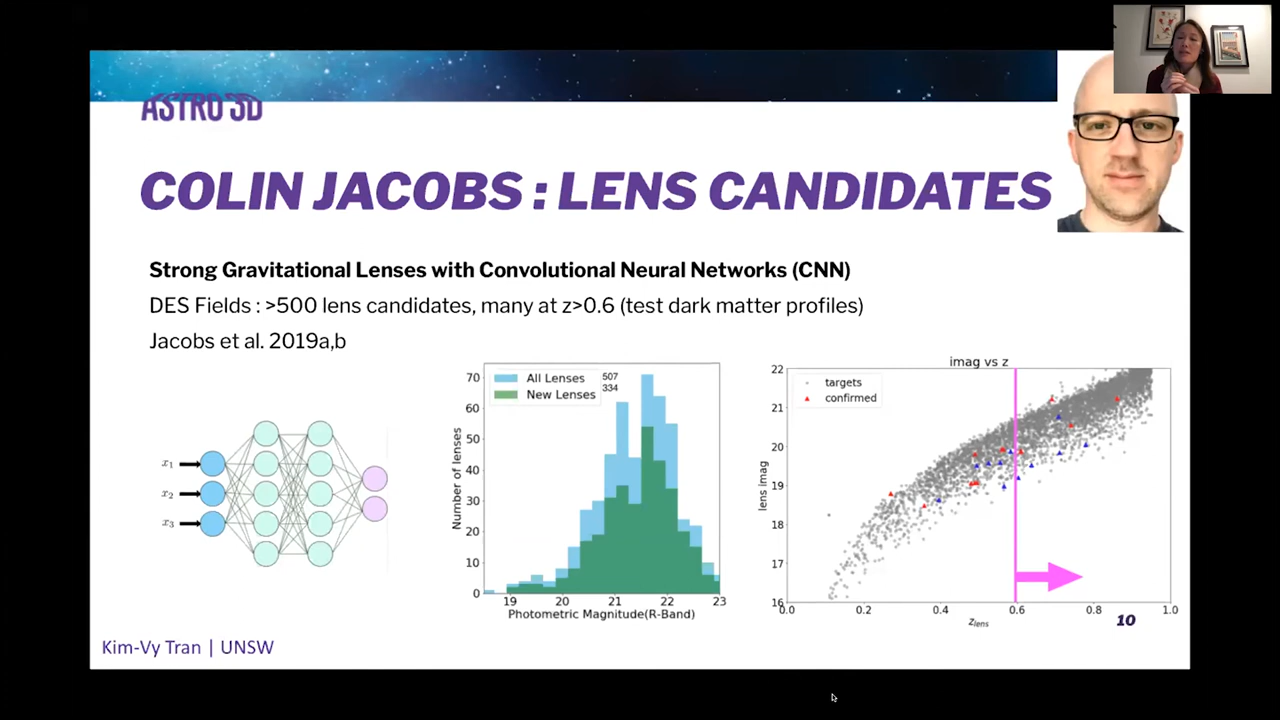 ASTRO 3D
COLIN JACOBS : LENS CANDIDATES
Strong Gravitational Lenses with Convolutional Neural Networks (CNN)
DES Fields : >500 lens candidates, many at z>0.6 (test dark matter profiles)
Jacobs et al. 2019a,b
x₁
x₂
x₃
All Lenses 507
New Lenses 334
70
60
50
40
30
20
10
0
Number of lenses
19 20 21 22 23
Photometric Magnitude(R-Band)
imag vs z
targets
confirmed
22
21
20
19
18
17
16
lens imag
0.0 0.2 0.4 0.6 0.8 1.0
z_lens
10
Kim-Vy Tran | UNSW